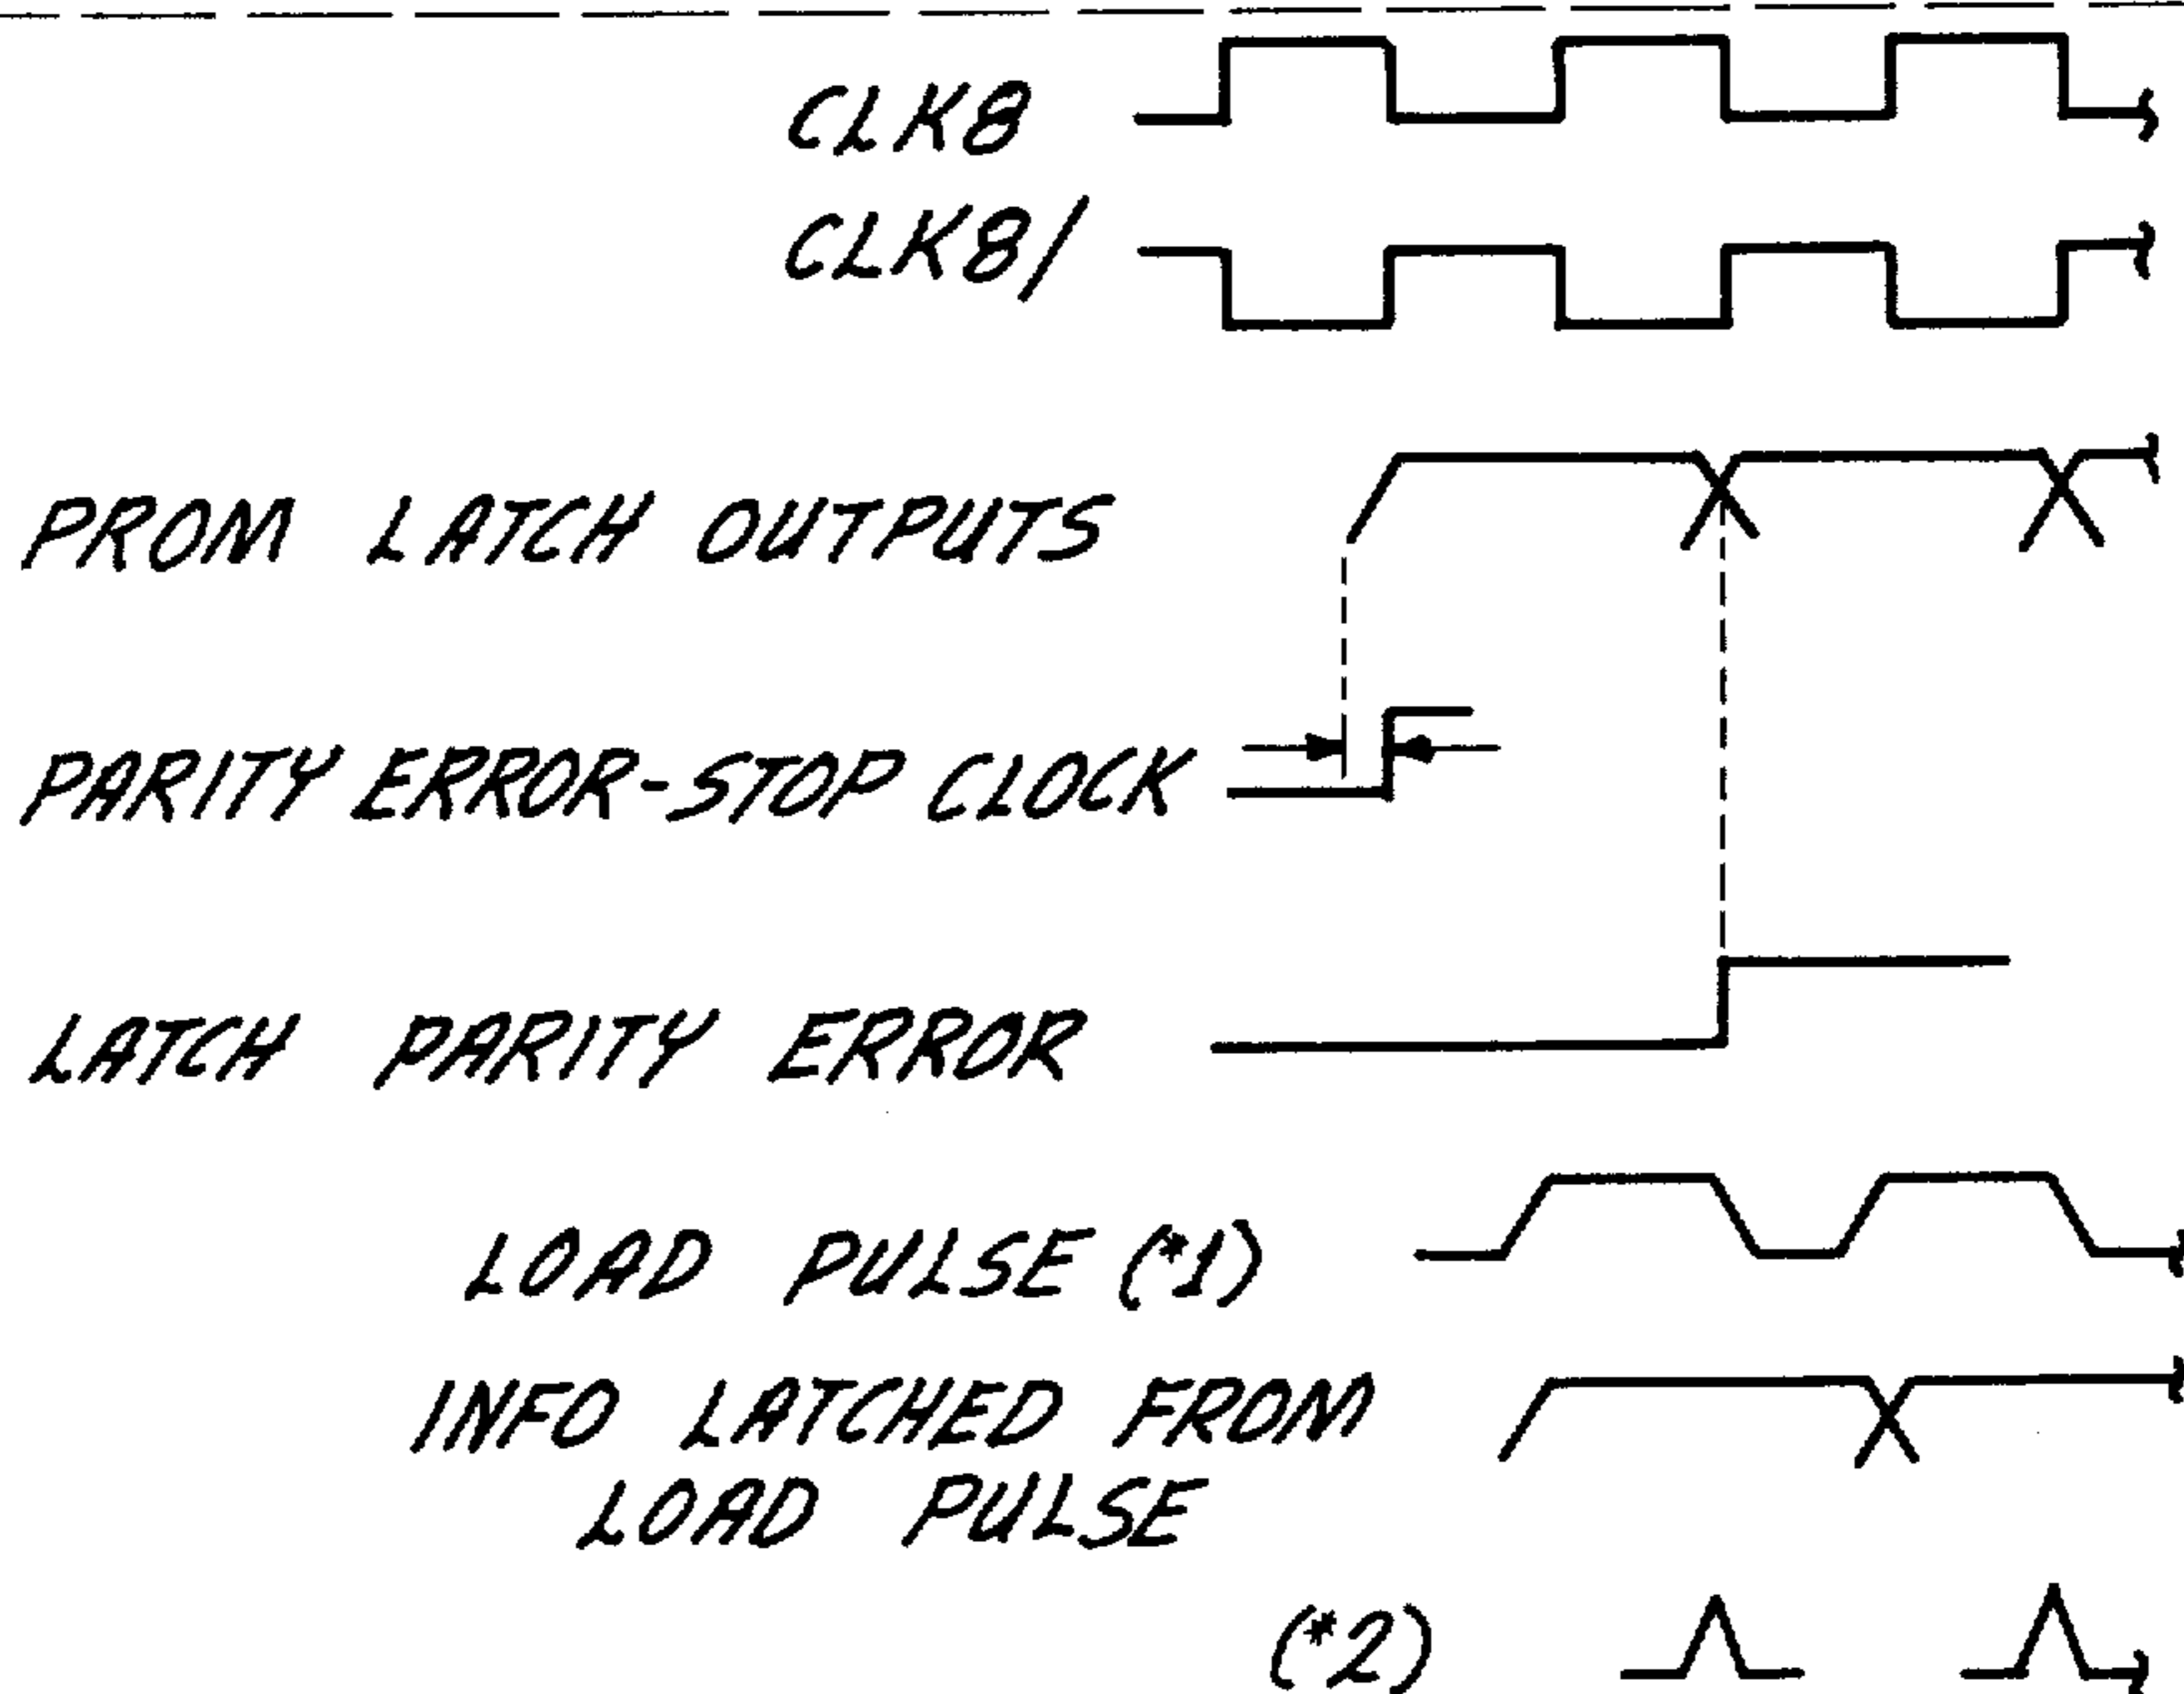 CLK8
CLK8/
PROM LATCH OUTPUTS
PARITY ERROR-STOP CLOCK
LATCH PARITY ERROR
LOAD PULSE (*1)
INFO LATCHED FROM
LOAD PULSE
(*2)